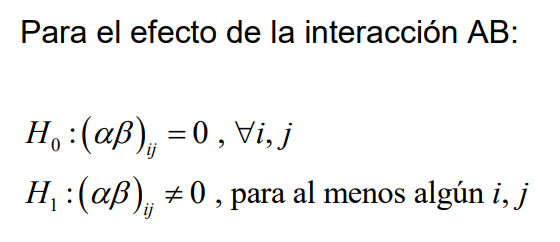 Para el efecto de la interacción AB:
H₀ : (αβ)ᵢⱼ = 0 , ∀i, j
H₁ : (αβ)ᵢⱼ ≠ 0 , para al menos algún i, j